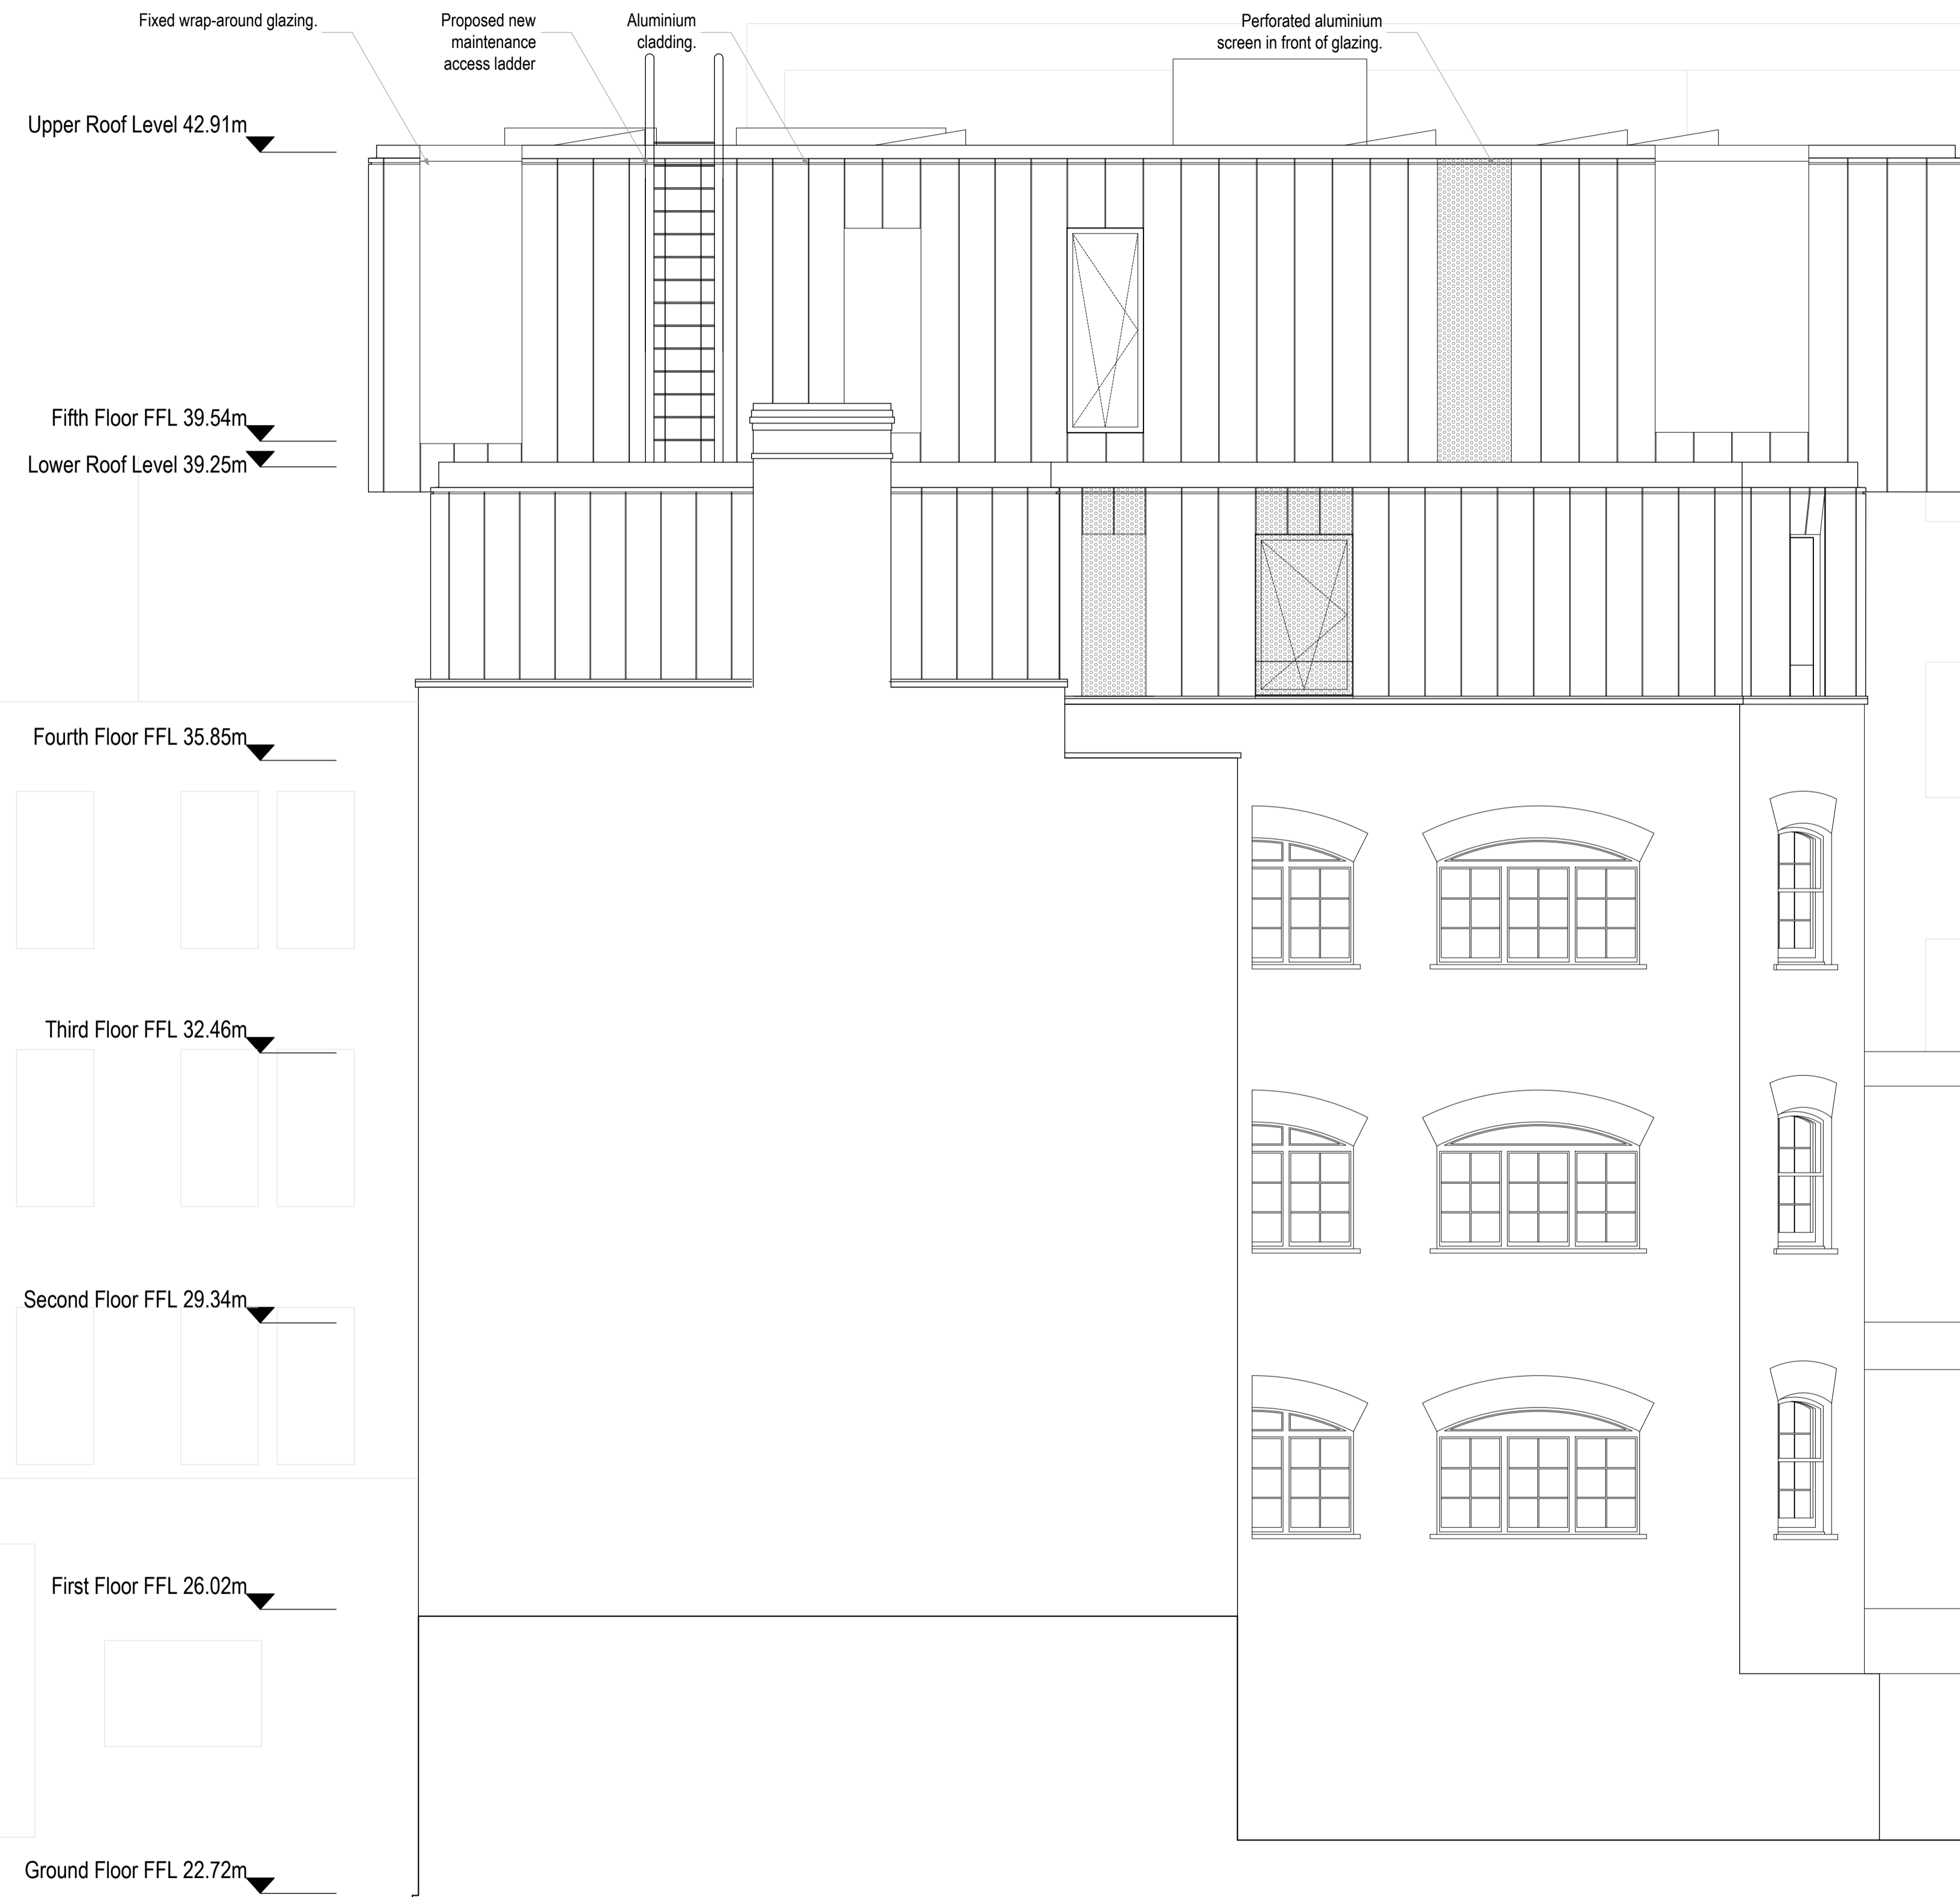 Fixed wrap-around glazing.
Proposed new
maintenance
access ladder
Aluminium
cladding.
Perforated aluminium
screen in front of glazing.
Upper Roof Level 42.91m
Fifth Floor FFL 39.54m
Lower Roof Level 39.25m
Fourth Floor FFL 35.85m
Third Floor FFL 32.46m
Second Floor FFL 29.34m
First Floor FFL 26.02m
Ground Floor FFL 22.72m